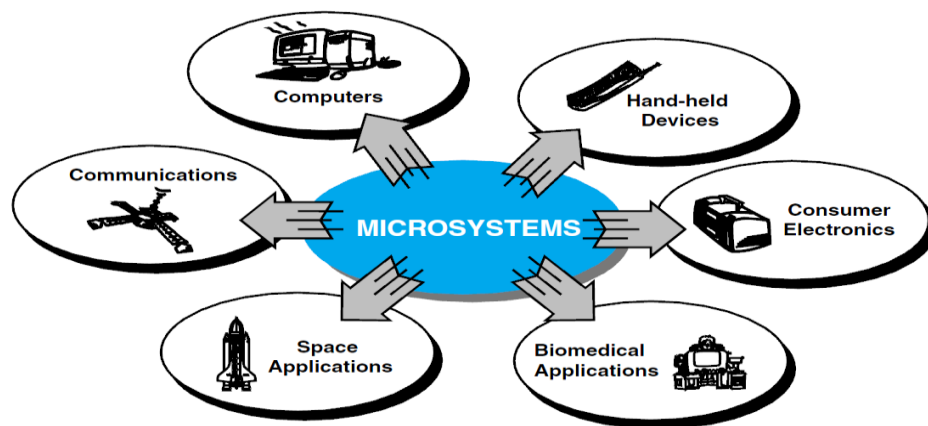 Computers
Hand-held
Devices
Communications
MICROSYSTEMS
Consumer
Electronics
Space
Applications
Biomedical
Applications